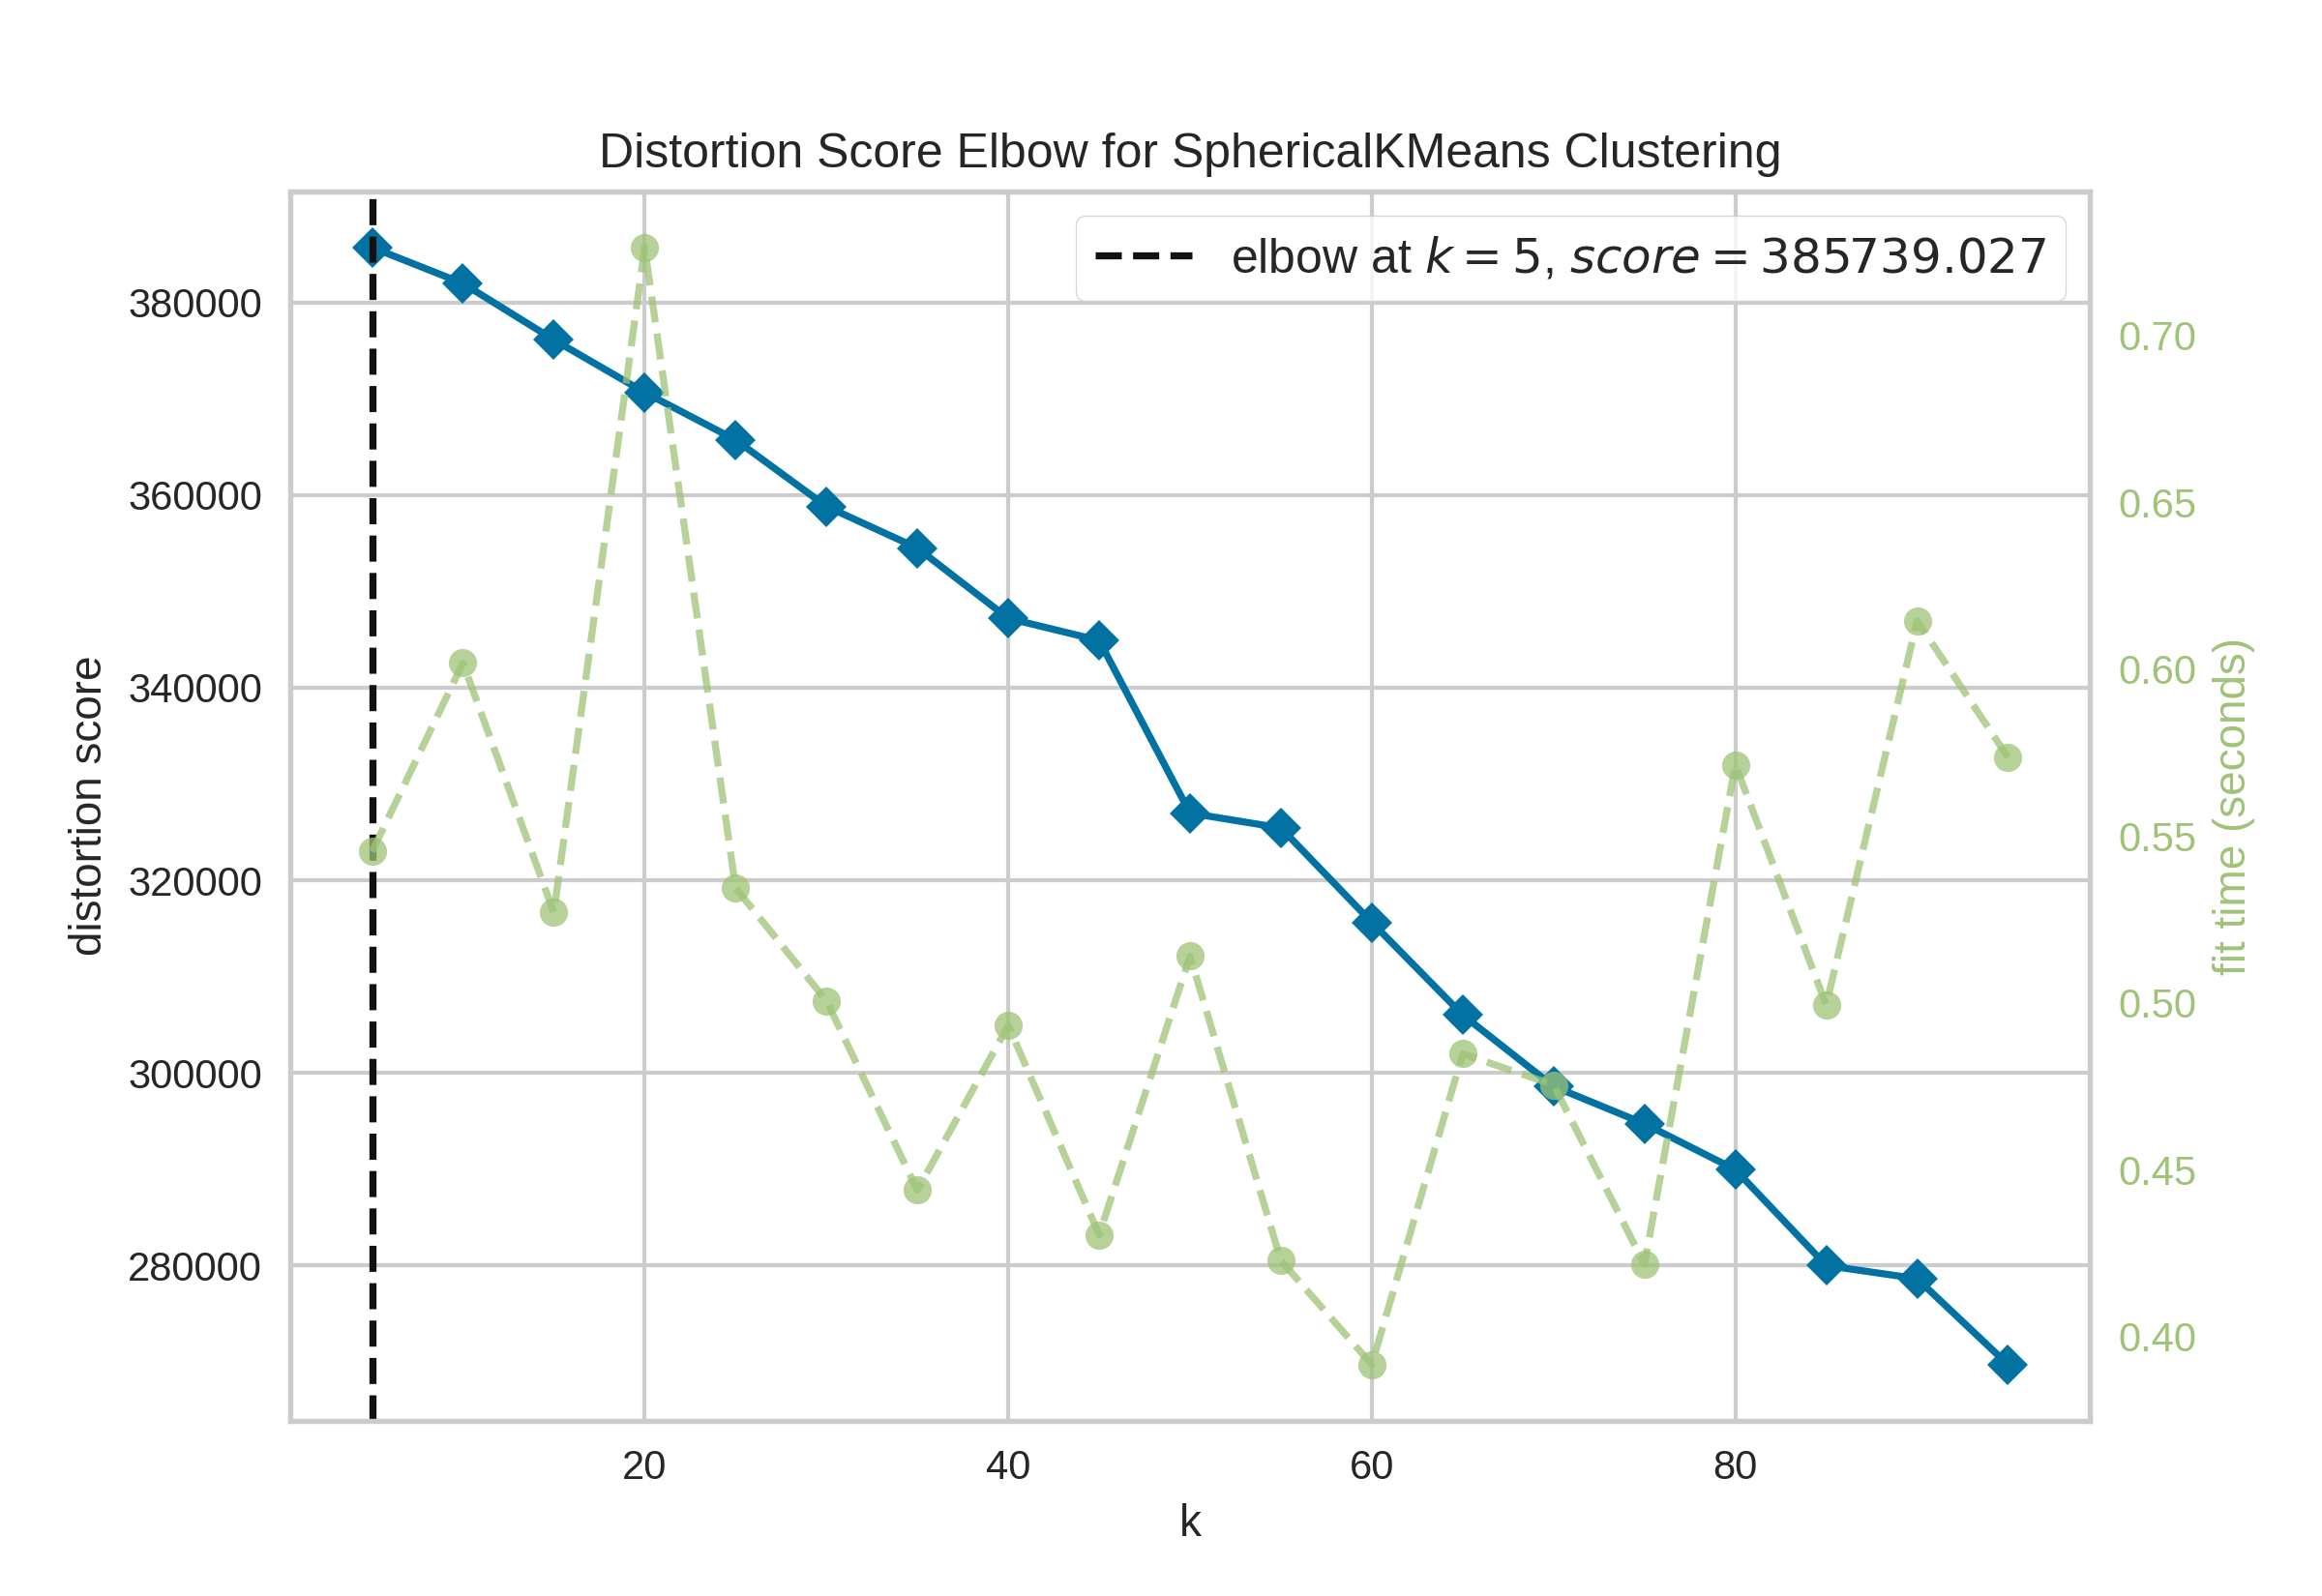 Distortion Score Elbow for SphericalKMeans Clustering
elbow at k = 5, score = 385739.027
distortion score
380000
360000
340000
320000
300000
280000
0.70
0.65
0.60
0.55
0.50
0.45
0.40
fit time (seconds)
20 40 60 80
k